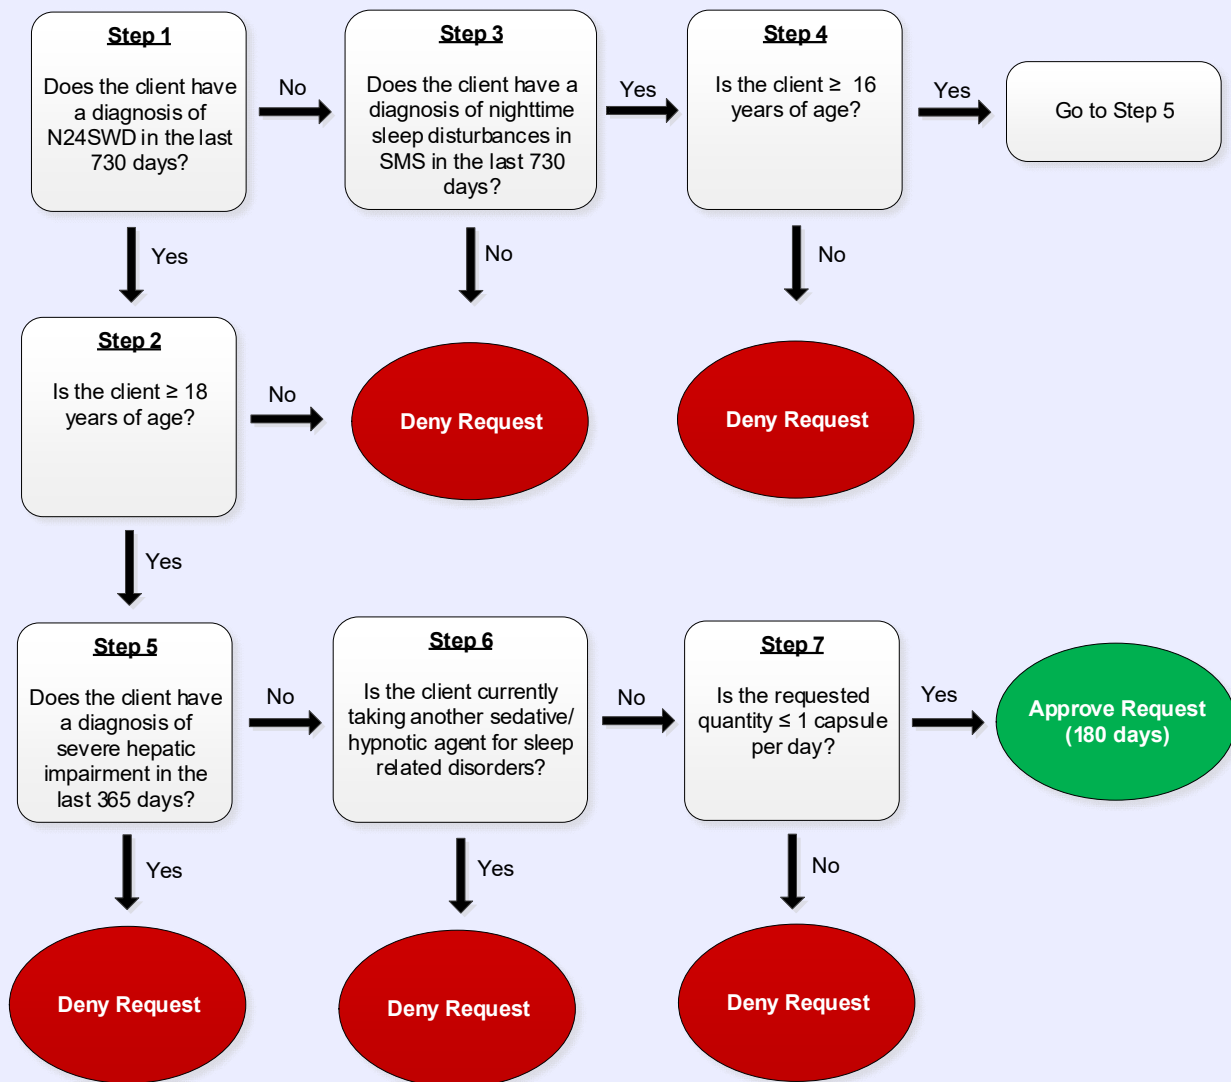 Step 1
Does the client have
a diagnosis of
N24SWD in the last
730 days?
No
Step 3
Does the client have a
diagnosis of nighttime
sleep disturbances in
SMS in the last 730
days?
Yes
Step 4
Is the client ≥  16
years of age?
Yes
Go to Step 5
Yes
No
No
Step 2
Is the client ≥ 18
years of age?
No
Deny Request
Deny Request
Yes
Step 5
Does the client have
a diagnosis of
severe hepatic
impairment in the
last 365 days?
No
Step 6
Is the client currently
taking another sedative/
hypnotic agent for sleep
related disorders?
No
Step 7
Is the requested
quantity ≤ 1 capsule
per day?
Yes
Approve Request
(180 days)
Yes
Yes
No
Deny Request
Deny Request
Deny Request